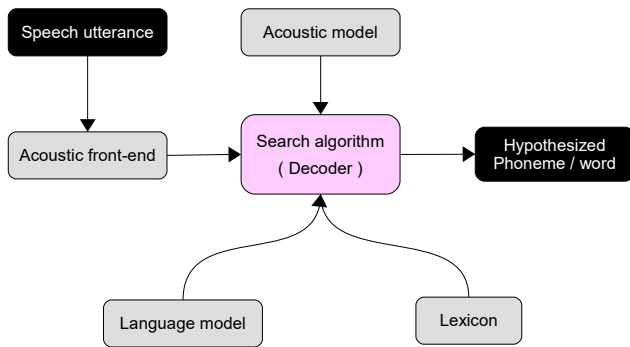 Speech utterance
Acoustic model
Acoustic front-end
Search algorithm
( Decoder )
Hypothesized
Phoneme / word
Language model
Lexicon